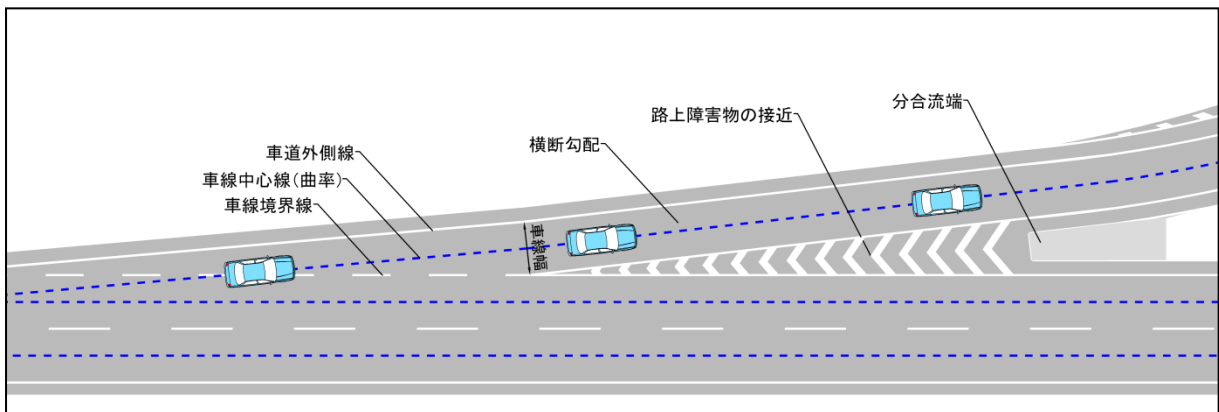 分合流端
路上障害物の接近
横断勾配
車道外側線
車線中心線(曲率)
車線境界線
車線幅